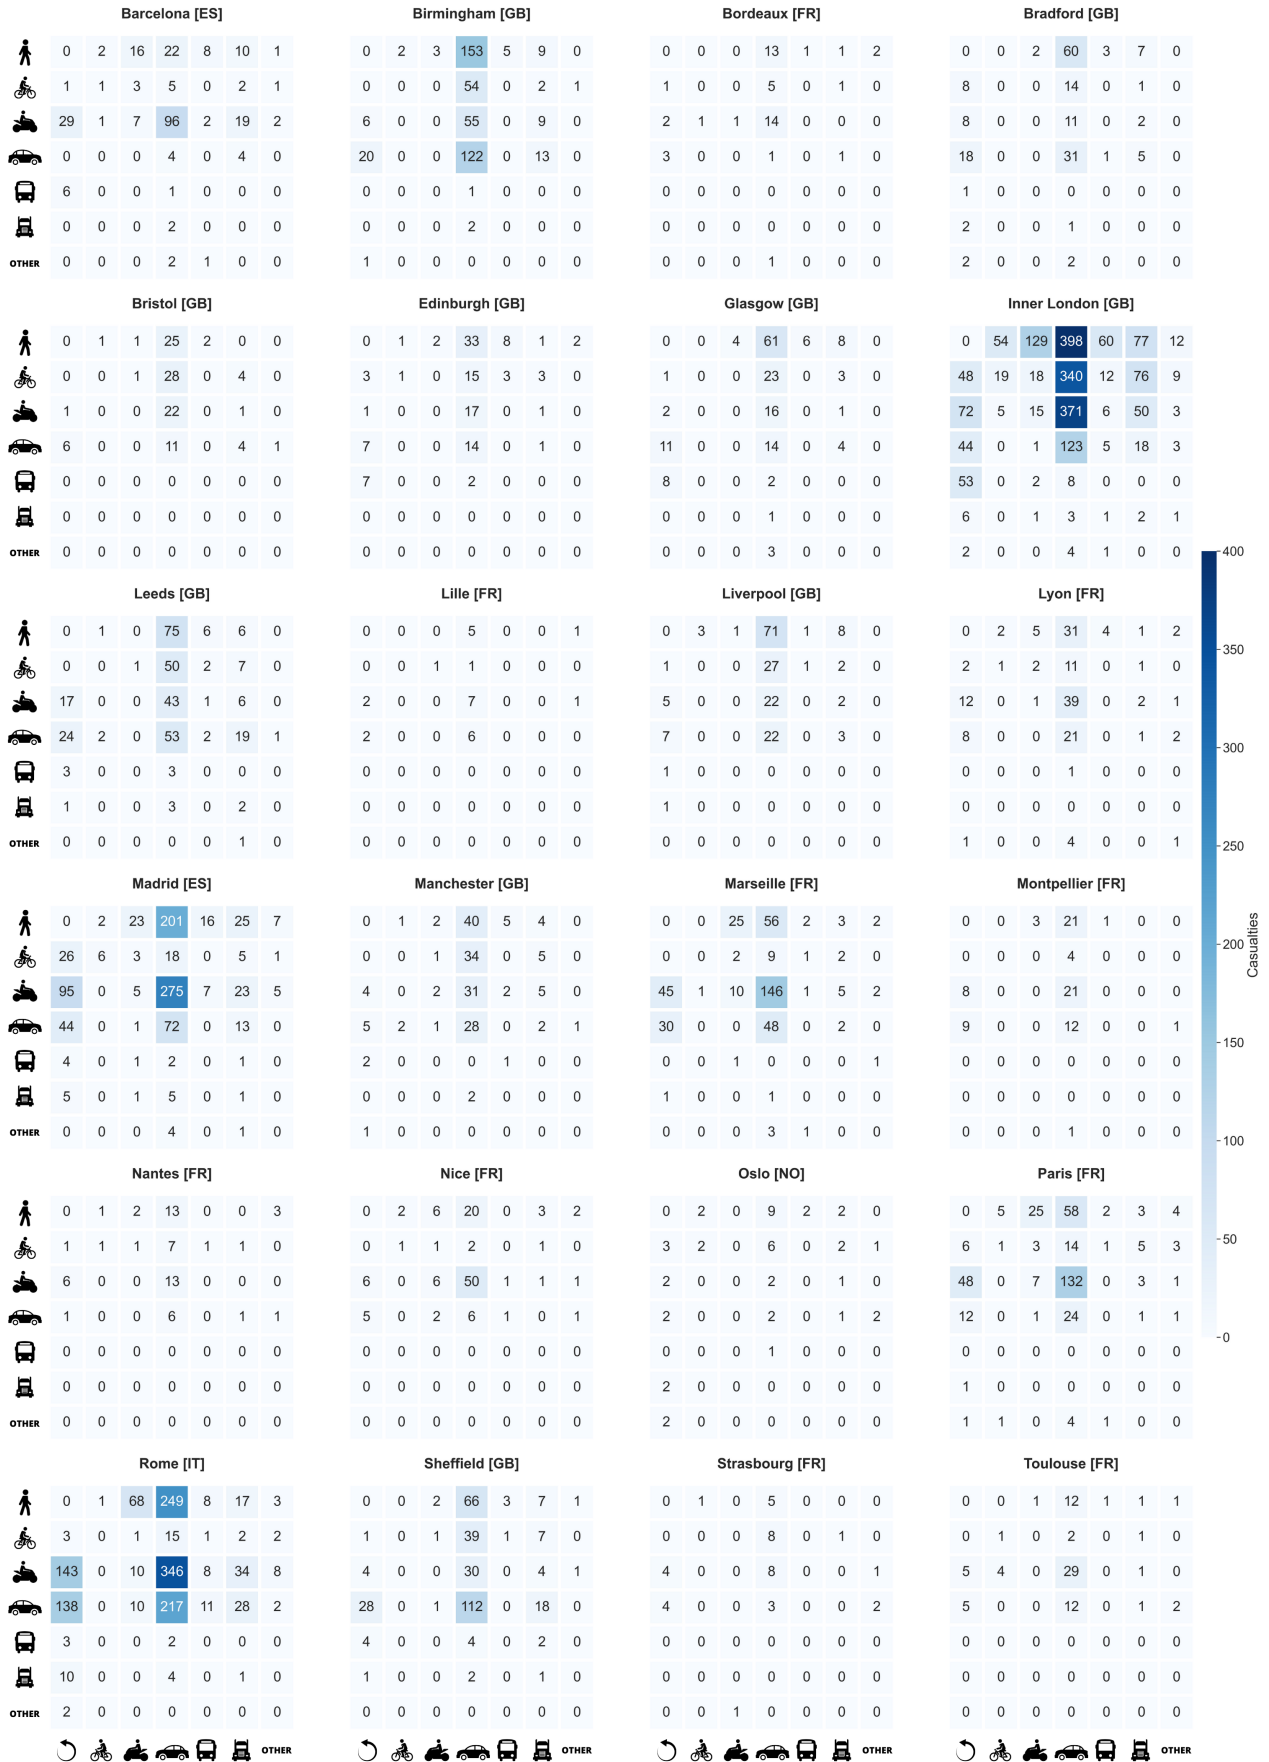 Barcelona [ES] Birmingham [GB] Bordeaux [FR] Bradford [GB]
0 2 16 22 8 10 1 0 2 3 153 5 9 0 0 0 0 13 1 1 2 0 0 2 60 3 7 0
1 1 3 5 0 2 1 0 0 0 54 0 2 1 1 0 0 5 0 1 0 8 0 0 14 0 1 0
29 1 7 96 2 19 2 6 0 0 55 0 9 0 2 1 1 14 0 0 0 8 0 0 11 0 2 0
0 0 0 4 0 4 0 20 0 0 122 0 13 0 3 0 0 1 0 1 0 18 0 0 31 1 5 0
6 0 0 1 0 0 0 0 0 0 1 0 0 0 0 0 0 0 0 0 0 1 0 0 0 0 0 0
0 0 0 2 0 0 0 0 0 0 2 0 0 0 0 0 0 0 0 0 0 2 0 0 1 0 0 0
OTHER 0 0 0 2 1 0 0 1 0 0 0 0 0 0 0 0 0 1 0 0 0 2 0 0 2 0 0 0
Bristol [GB] Edinburgh [GB] Glasgow [GB] Inner London [GB]
0 1 1 25 2 0 0 0 1 2 33 8 1 2 0 0 4 61 6 8 0 0 54 129 398 60 77 12
0 0 1 28 0 4 0 3 1 0 15 3 3 0 1 0 0 23 0 3 0 48 19 18 340 12 76 9
1 0 0 22 0 1 0 1 0 0 17 0 1 0 2 0 0 16 0 1 0 72 5 15 371 6 50 3
6 0 0 11 0 4 1 7 0 0 14 0 1 0 11 0 0 14 0 4 0 44 0 1 123 5 18 3
0 0 0 0 0 0 0 7 0 0 2 0 0 0 8 0 0 2 0 0 0 53 0 2 8 0 0 0
0 0 0 0 0 0 0 0 0 0 0 0 0 0 0 0 0 1 0 0 0 6 0 1 3 1 2 1
OTHER 0 0 0 0 0 0 0 0 0 0 0 0 0 0 0 0 0 3 0 0 0 2 0 0 4 1 0 0
Leeds [GB] Lille [FR] Liverpool [GB] Lyon [FR]
0 1 0 75 6 6 0 0 0 0 5 0 0 1 0 3 1 71 1 8 0 0 2 5 31 4 1 2
0 0 1 50 2 7 0 0 0 1 1 0 0 0 1 0 0 27 1 2 0 2 1 2 11 0 1 0
17 0 0 43 1 6 0 2 0 0 7 0 0 1 5 0 0 22 0 2 0 12 0 1 39 0 2 1
24 2 0 53 2 19 1 2 0 0 6 0 0 0 7 0 0 22 0 3 0 8 0 0 21 0 1 2
3 0 0 3 0 0 0 0 0 0 0 0 0 0 1 0 0 0 0 0 0 0 0 0 1 0 0 0
1 0 0 3 0 2 0 0 0 0 0 0 0 0 1 0 0 0 0 0 0 0 0 0 0 0 0 0
OTHER 0 0 0 0 0 1 0 0 0 0 0 0 0 0 0 0 0 0 0 0 0 1 0 0 4 0 0 1
Madrid [ES] Manchester [GB] Marseille [FR] Montpellier [FR]
0 2 23 201 16 25 7 0 1 2 40 5 4 0 0 0 25 56 2 3 2 0 0 3 21 1 0 0
26 6 3 18 0 5 1 0 0 1 34 0 5 0 0 0 2 9 1 2 0 0 0 0 4 0 0 0
95 0 5 275 7 23 5 4 0 2 31 2 5 0 45 1 10 146 1 5 2 8 0 0 21 0 0 0
44 0 1 72 0 13 0 5 2 1 28 0 2 1 30 0 0 48 0 2 0 9 0 0 12 0 0 1
4 0 1 2 0 1 0 2 0 0 0 1 0 0 0 0 1 0 0 0 1 0 0 0 0 0 0 0
5 0 1 5 0 1 0 0 0 0 2 0 0 0 1 0 0 1 0 0 0 0 0 0 0 0 0 0
OTHER 0 0 0 4 0 1 0 1 0 0 0 0 0 0 0 0 0 3 1 0 0 0 0 0 1 0 0 0
Nantes [FR] Nice [FR] Oslo [NO] Paris [FR]
0 1 2 13 0 0 3 0 2 6 20 0 3 2 0 2 0 9 2 2 0 0 5 25 58 2 3 4
1 1 1 7 1 1 0 0 1 1 2 0 1 0 3 2 0 6 0 2 1 6 1 3 14 1 5 3
6 0 0 13 0 0 0 6 0 6 50 1 1 1 2 0 0 2 0 1 0 48 0 7 132 0 3 1
1 0 0 6 0 1 1 5 0 2 6 1 0 1 2 0 0 2 0 1 2 12 0 1 24 0 1 1
0 0 0 0 0 0 0 0 0 0 0 0 0 0 0 0 0 1 0 0 0 0 0 0 0 0 0 0
0 0 0 0 0 0 0 0 0 0 0 0 0 0 2 0 0 0 0 0 0 1 0 0 0 0 0 0
OTHER 0 0 0 0 0 0 0 0 0 0 0 0 0 0 2 0 0 0 0 0 0 1 1 0 4 1 0 0
Rome [IT] Sheffield [GB] Strasbourg [FR] Toulouse [FR]
0 1 68 249 8 17 3 0 0 2 66 3 7 1 0 1 0 5 0 0 0 0 0 1 12 1 1 1
3 0 1 15 1 2 2 1 0 1 39 1 7 0 0 0 0 8 0 1 0 0 1 0 2 0 1 0
143 0 10 346 8 34 8 4 0 0 30 0 4 1 4 0 0 8 0 0 1 5 4 0 29 0 1 0
138 0 10 217 11 28 2 28 0 1 112 0 18 0 4 0 0 3 0 0 2 5 0 0 12 0 1 2
3 0 0 2 0 0 0 4 0 0 4 0 2 0 0 0 0 0 0 0 0 0 0 0 0 0 0 0
10 0 0 4 0 1 0 1 0 0 2 0 1 0 0 0 0 0 0 0 0 0 0 0 0 0 0 0
OTHER 2 0 0 0 0 0 0 0 0 0 0 0 0 0 0 0 1 0 0 0 0 0 0 0 0 0 0 0
OTHER OTHER OTHER OTHER
400
350
300
250
200
150
100
50
0
Casualties